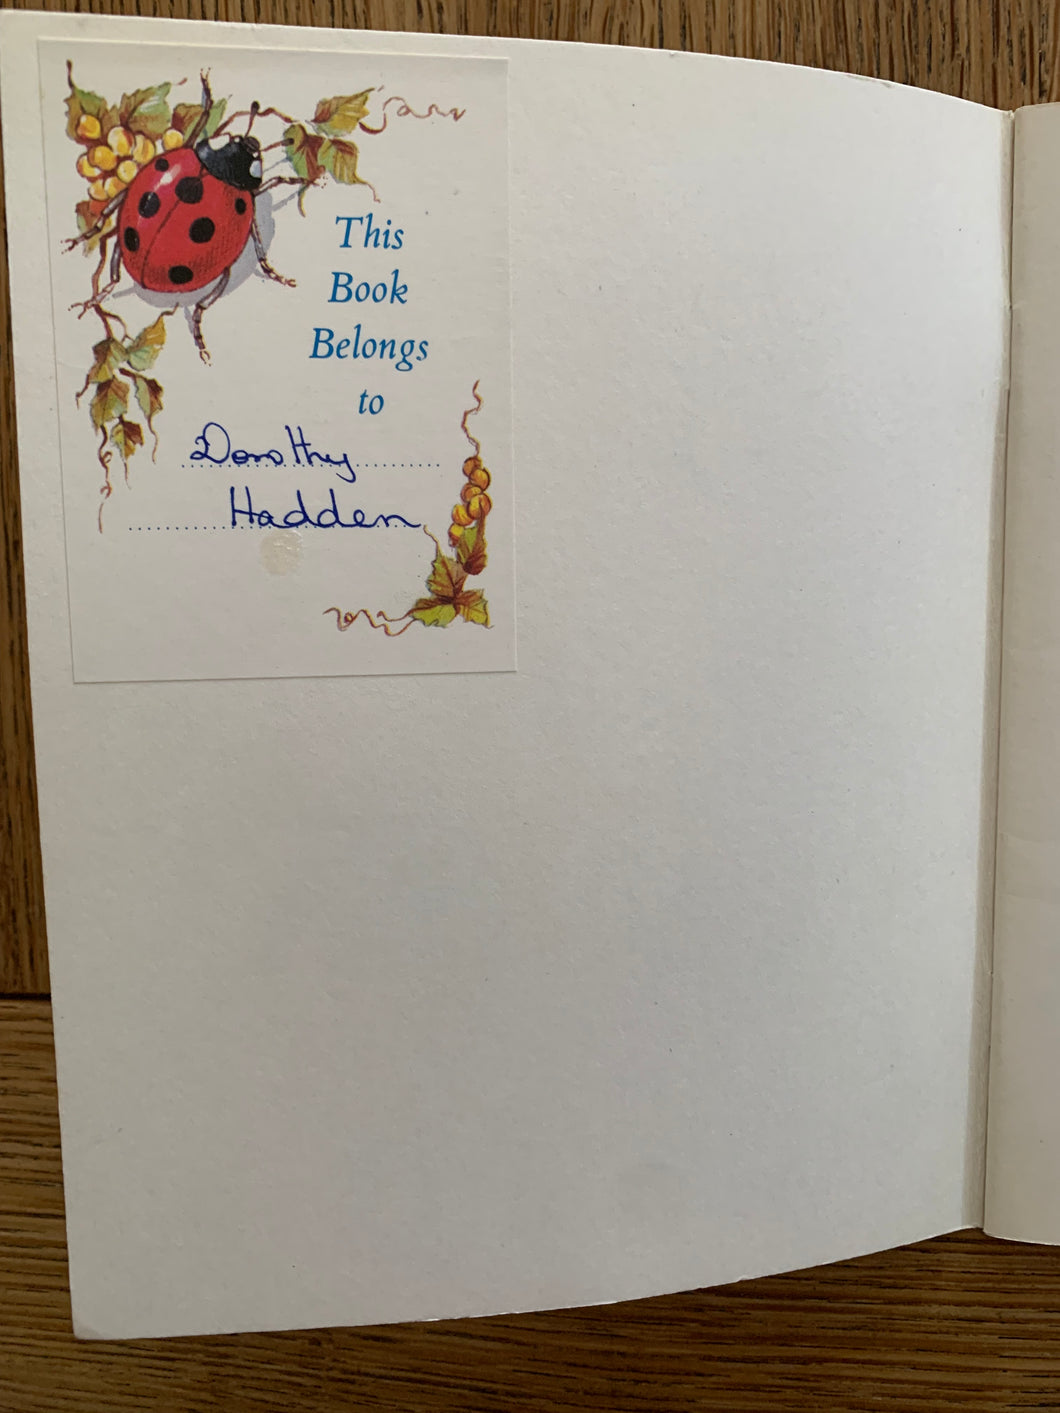 This
Book
Belongs
to
Dorothy
Hadden